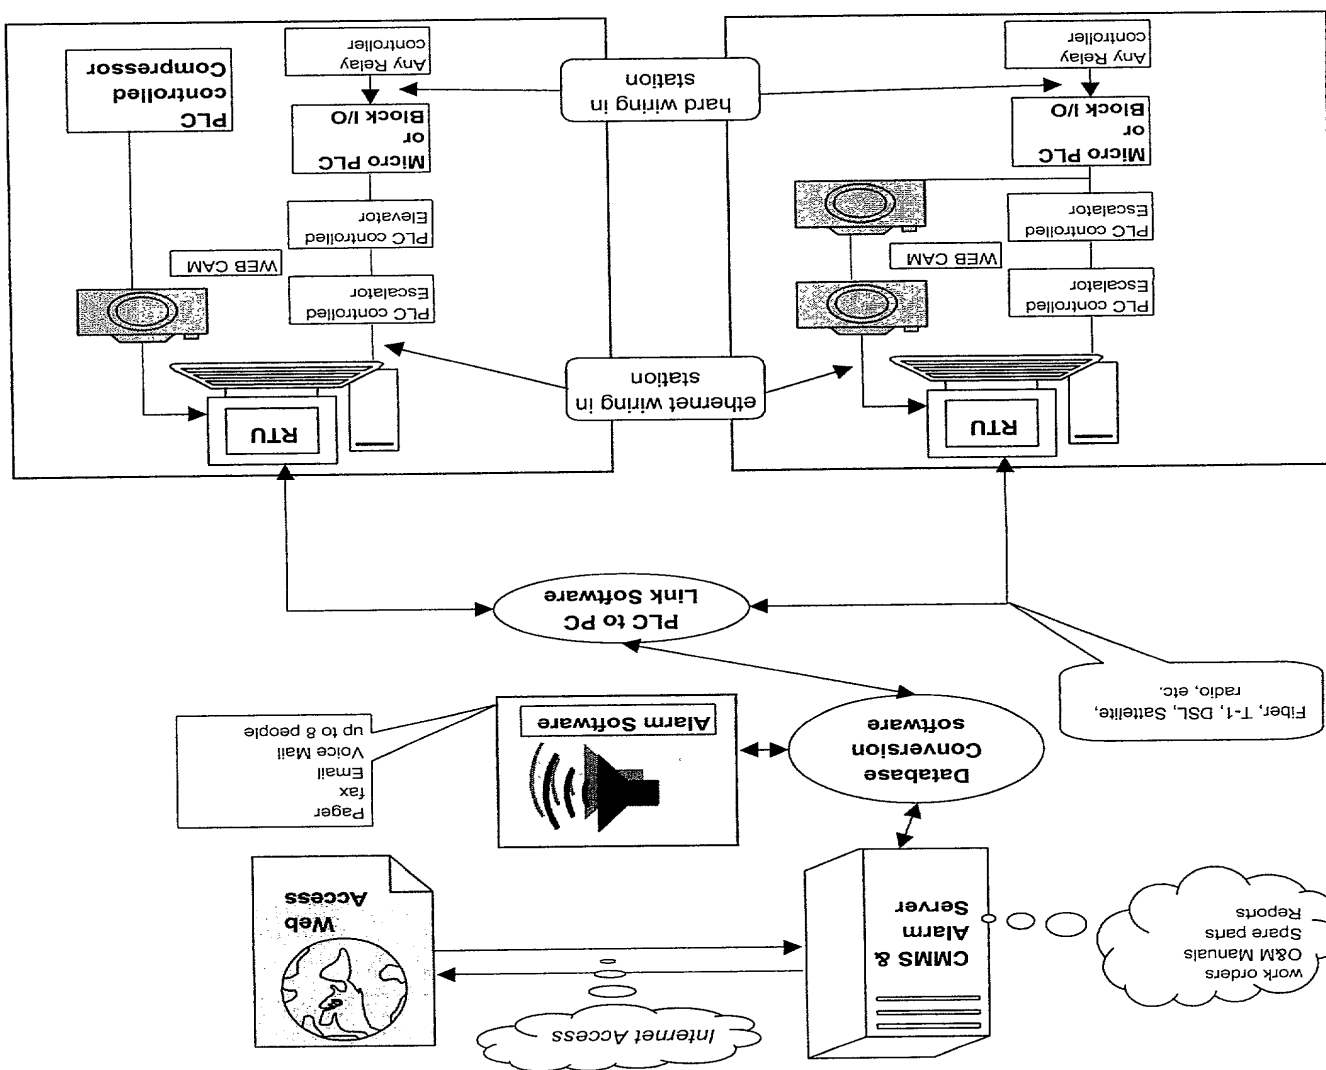 work orders
O&M Manuals
Spare parts
Reports
CMMS &
Alarm
Server
Internet Access
Web
Access
Database
Conversion
software
Alarm Software
Pager
fax
Email
Voice Mail
up to 8 people
Fiber, T-1, DSL, Sattelite,
radio, etc.
PLC to PC
Link Software
RTU
RTU
ethernet wiring in
station
PLC controlled
Escalator
WEB CAM
PLC controlled
Escalator
Micro PLC
or
Block I/O
Any Relay
controller
hard wiring in
station
PLC controlled
Escalator
WEB CAM
PLC controlled
Elevator
Micro PLC
or
Block I/O
Any Relay
controller
PLC
controlled
Compressor